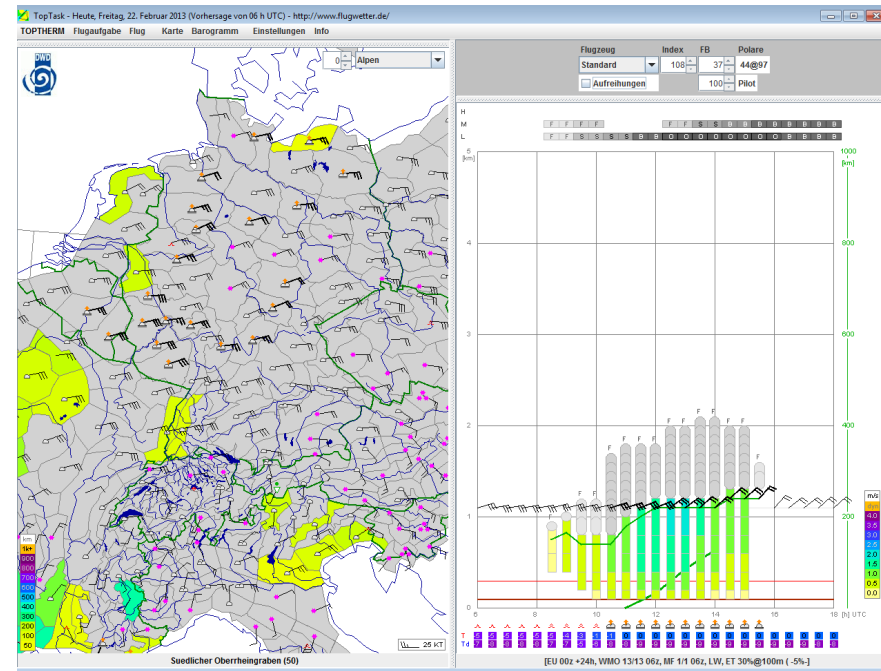 TopTask - Heute, Freitag, 22. Februar 2013 (Vorhersage von 06 h UTC) - http://www.flugwetter.de/
TOPTHERM Flugaufgabe Flug Karte Barogramm Einstellungen Info
DWD
0 Alpen
Flugzeug Index FB Polare
Standard 108 37 44@97
Aufreihungen 100 Pilot
H
M F F F F F F S S B B B B B B B B
L F F S S S S B B O O O O O O O O B B B B
5 1000
[km] [km]
4 800
3 600
2 400
1 200
0
F F F F F F F F F F F F F F F
m/s
4.0
3.5
3.0
2.5
2.0
1.5
1.0
0.5
0.0
km
1k+
900
800
700
600
500
400
300
200
100
50
6 8 10 12 14 16 18 [h] UTC
T
Td
25 KT
Suedlicher Oberrheingraben (50)
[EU 00z +24h, WMO 13/13 06z, MF 1/1 06z, LW, ET 30%@100m ( -5%-]